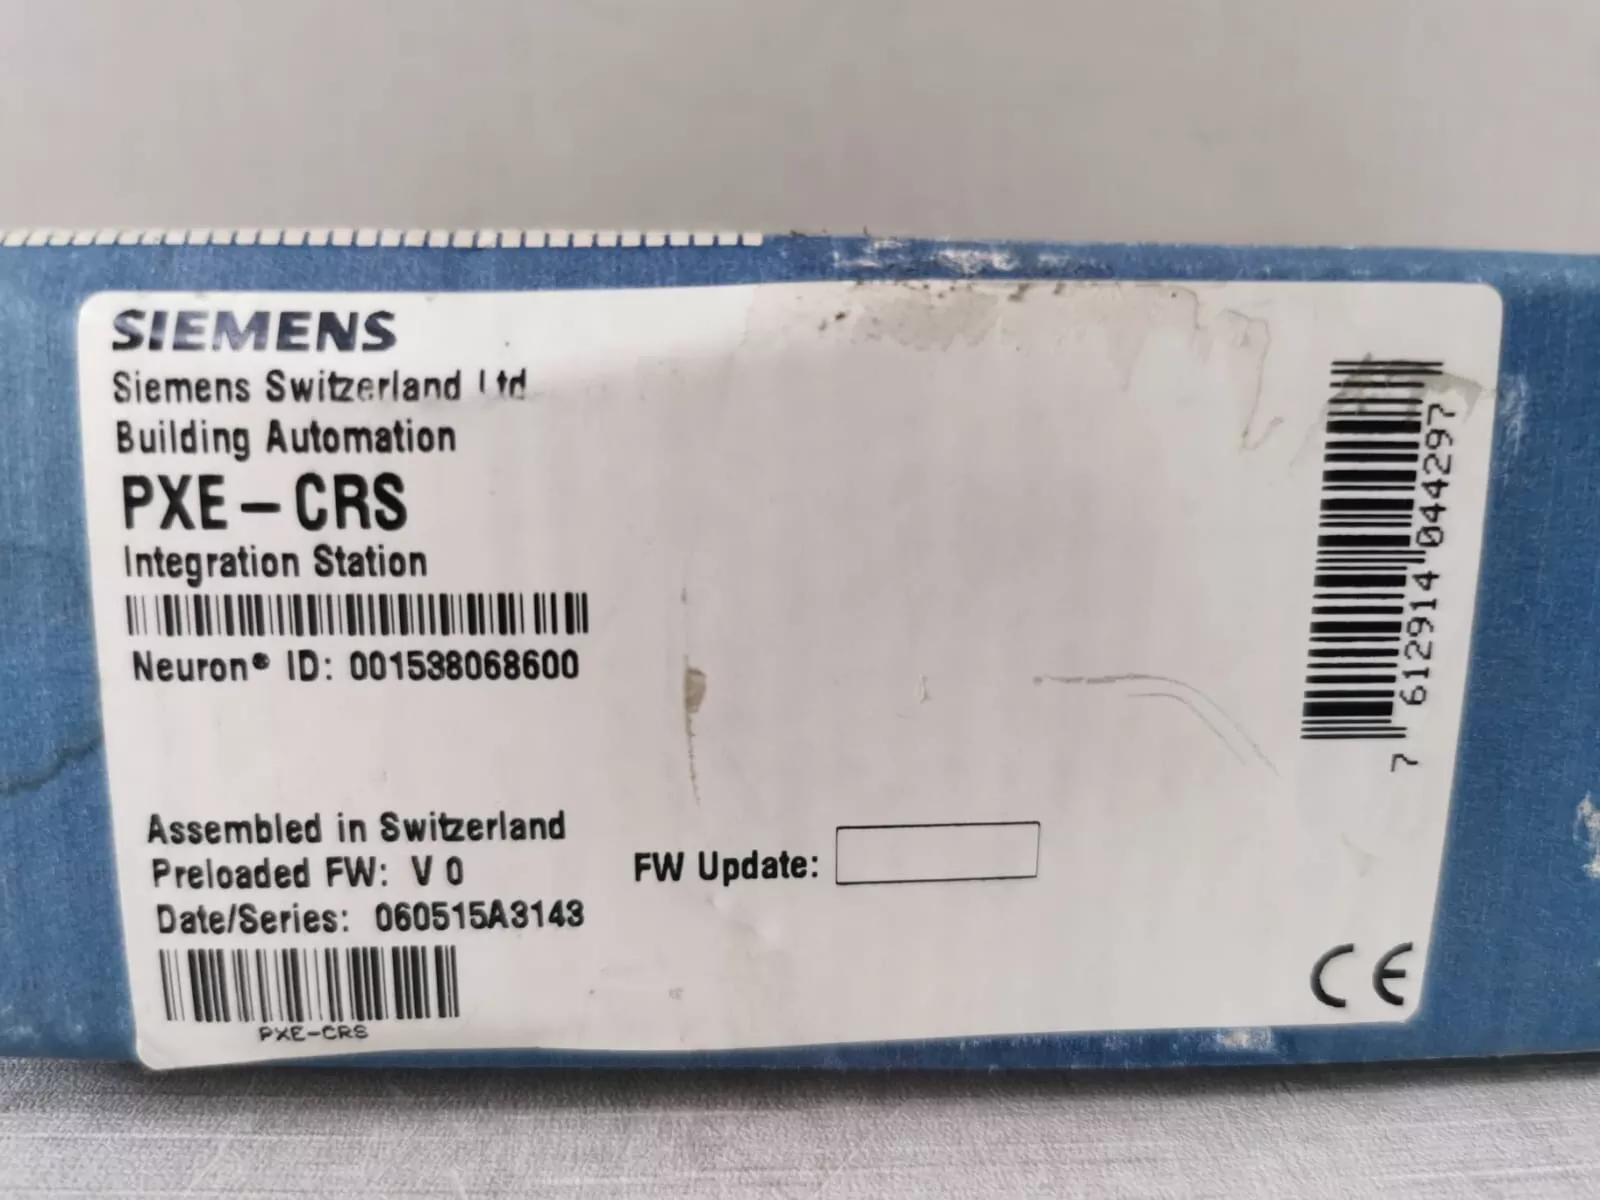 SIEMENS
Siemens Switzerland Ltd
Building Automation
PXE-CRS
Integration Station
Neuron® ID: 001538068600
Assembled in Switzerland
Preloaded FW: V 0
FW Update:
Date/Series: 060515A3143
PXE-CRS
7 612914 044297
CE